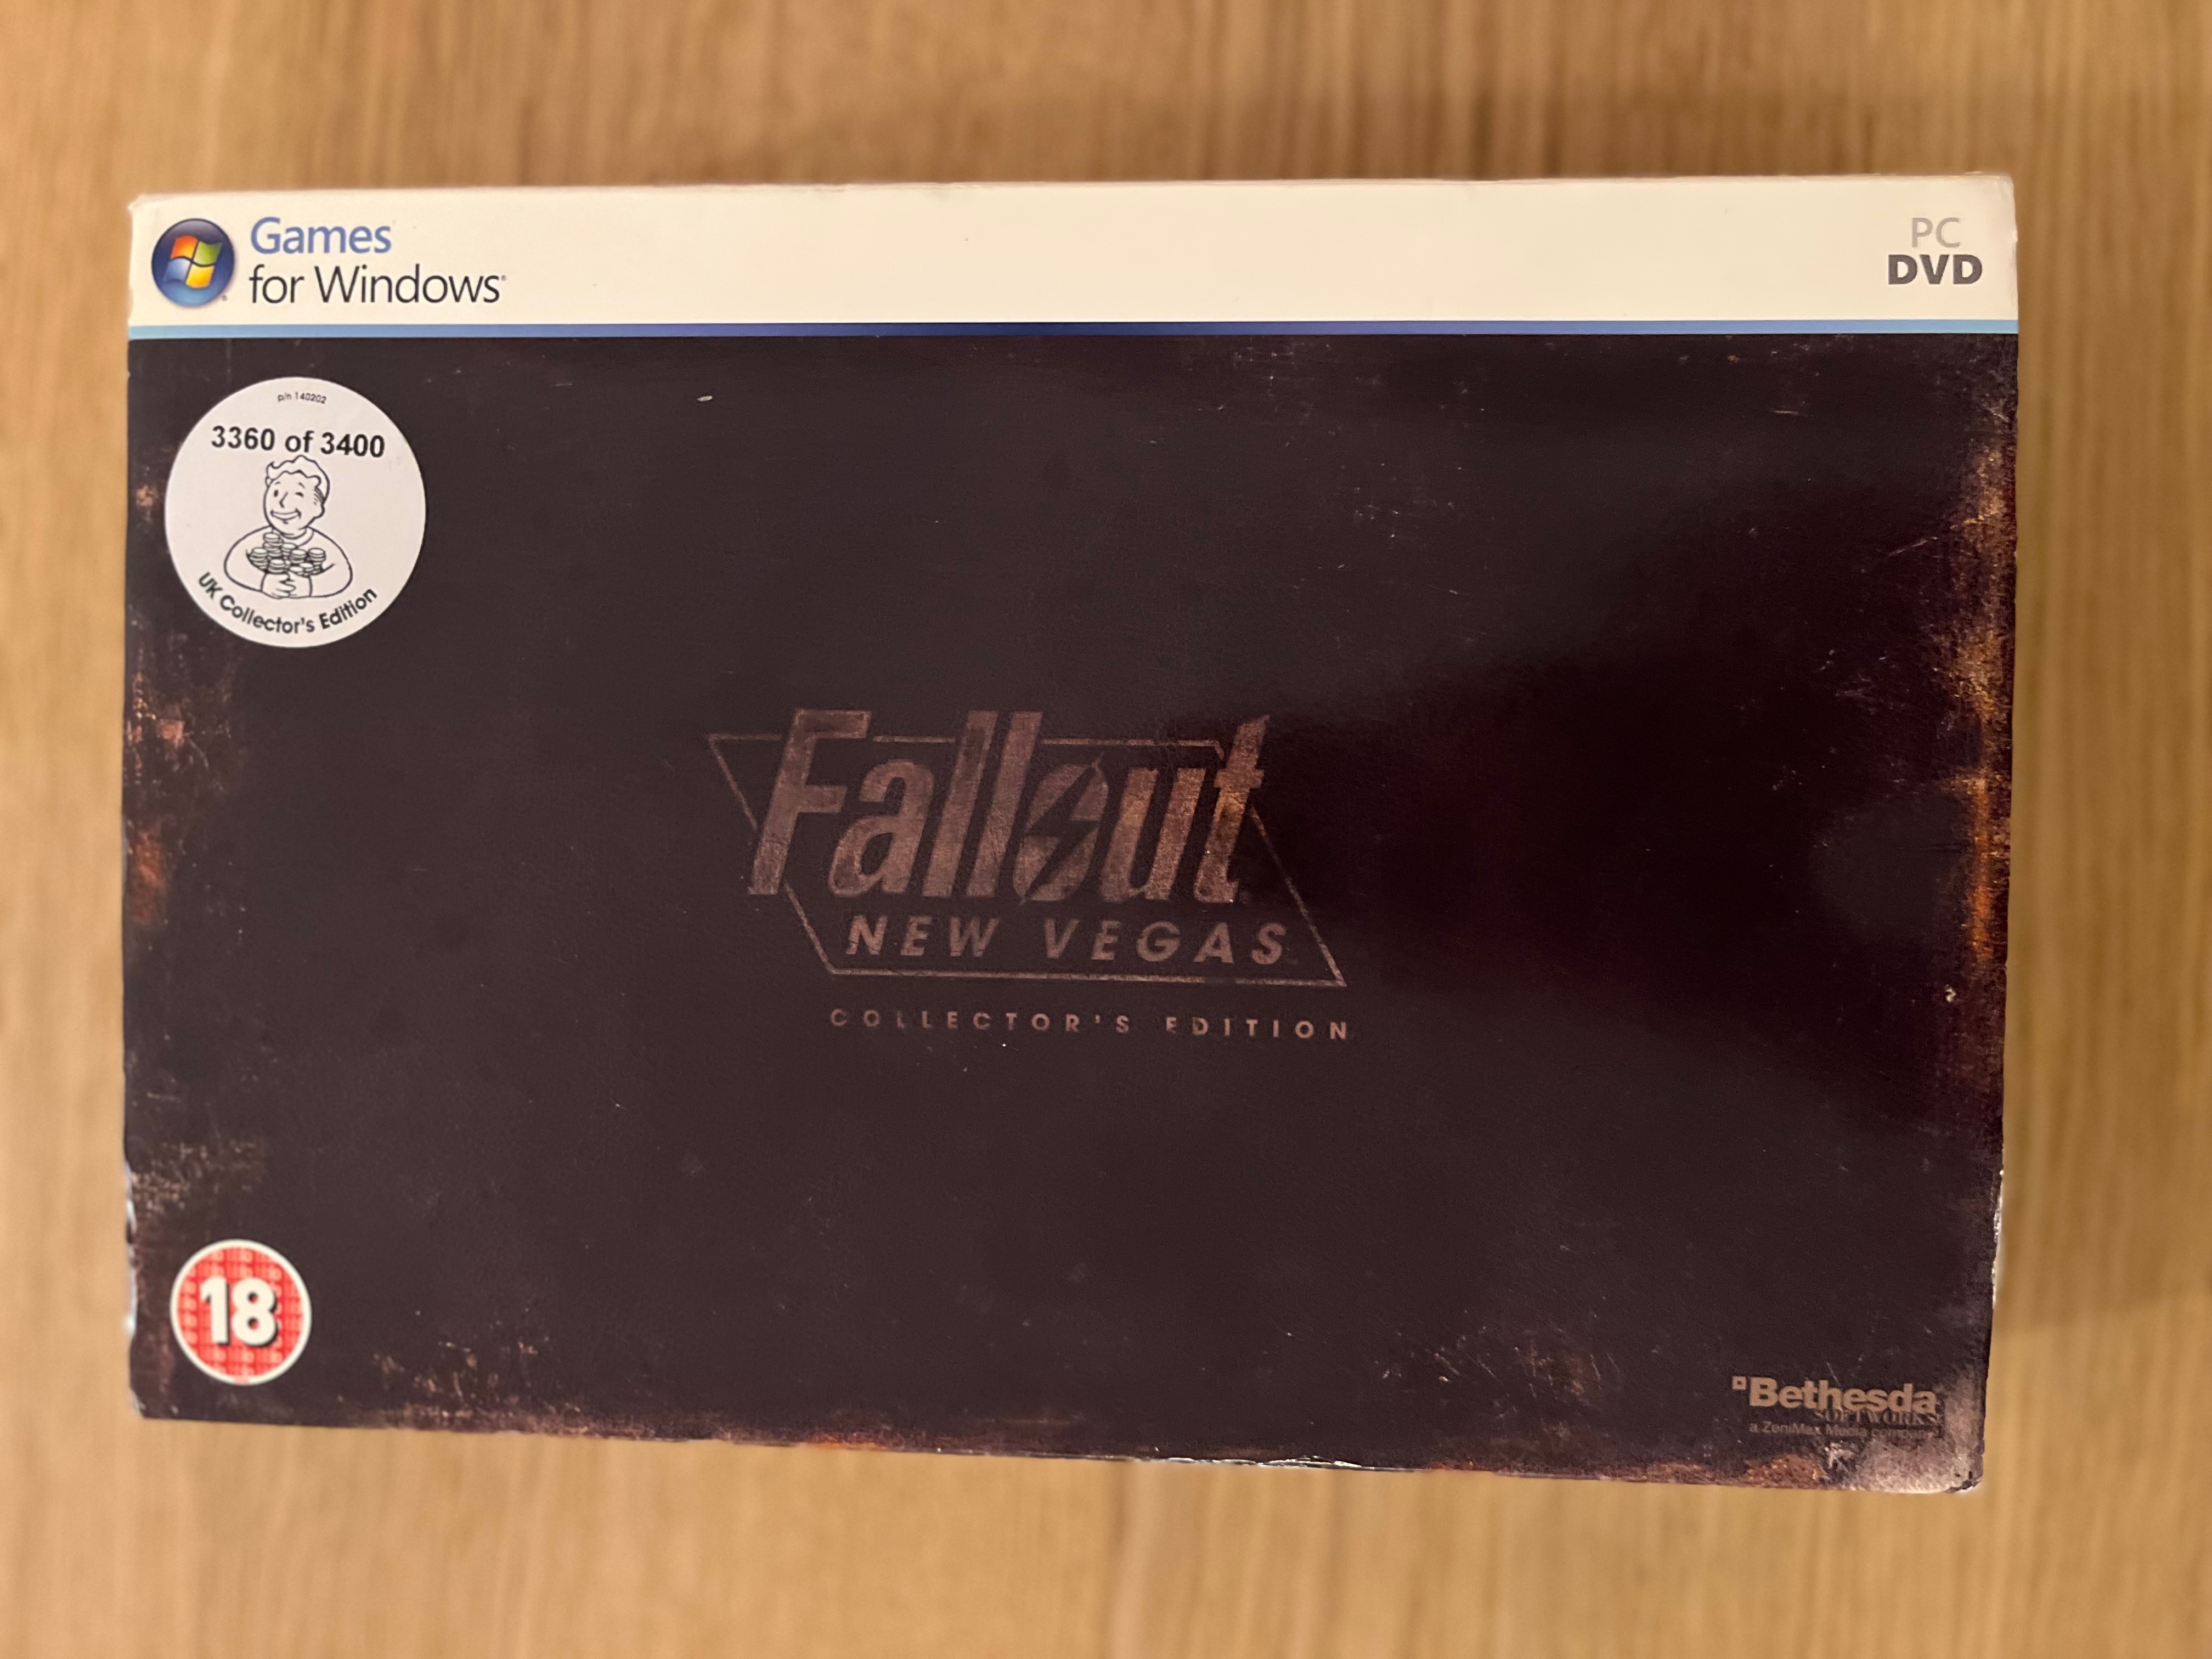 Games
for Windows®
PC
DVD
p/n 140202
3360 of 3400
UK Collector's Edition
Fallout
NEW VEGAS
COLLECTOR'S EDITION
18
Bethesda
SOFTWORKS
a ZeniMax Media company